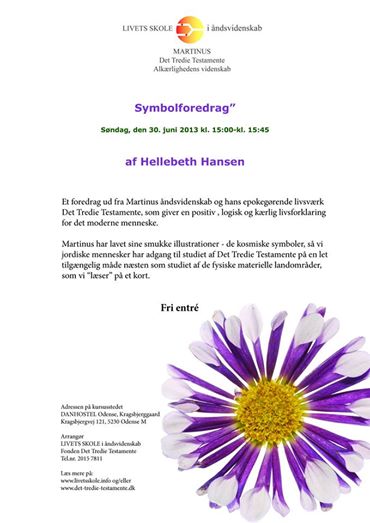 LIVETS SKOLE i åndsvidenskab
MARTINUS
Det Tredie Testamente
Alkærlighedens videnskab
Symbolforedrag”
Søndag, den 30. juni 2013 kl. 15:00-kl. 15:45
af Hellebeth Hansen
Et foredrag ud fra Martinus åndsvidenskab og hans epokegørende livsværk
Det Tredie Testamente, som giver en positiv , logisk og kærlig livsforklaring
for det moderne menneske.
Martinus har lavet sine smukke illustrationer - de kosmiske symboler, så vi
jordiske mennesker har adgang til studiet af Det Tredie Testamente på en let
tilgængelig måde næsten som studiet af de fysiske materielle landområder,
som vi “læser” på et kort.
Fri entré
Adressen på kursusstedet
DANHOSTEL Odense, Kragsbjerggaard
Kragsbjergvej 121, 5230 Odense M
Arrangør
LIVETS SKOLE i åndsvidenskab
Fonden Det Tredie Testamente
Tel.nr. 2015 7811
Læs mere på:
www.livetsskole.info og/eller
www.det-tredie-testamente.dk